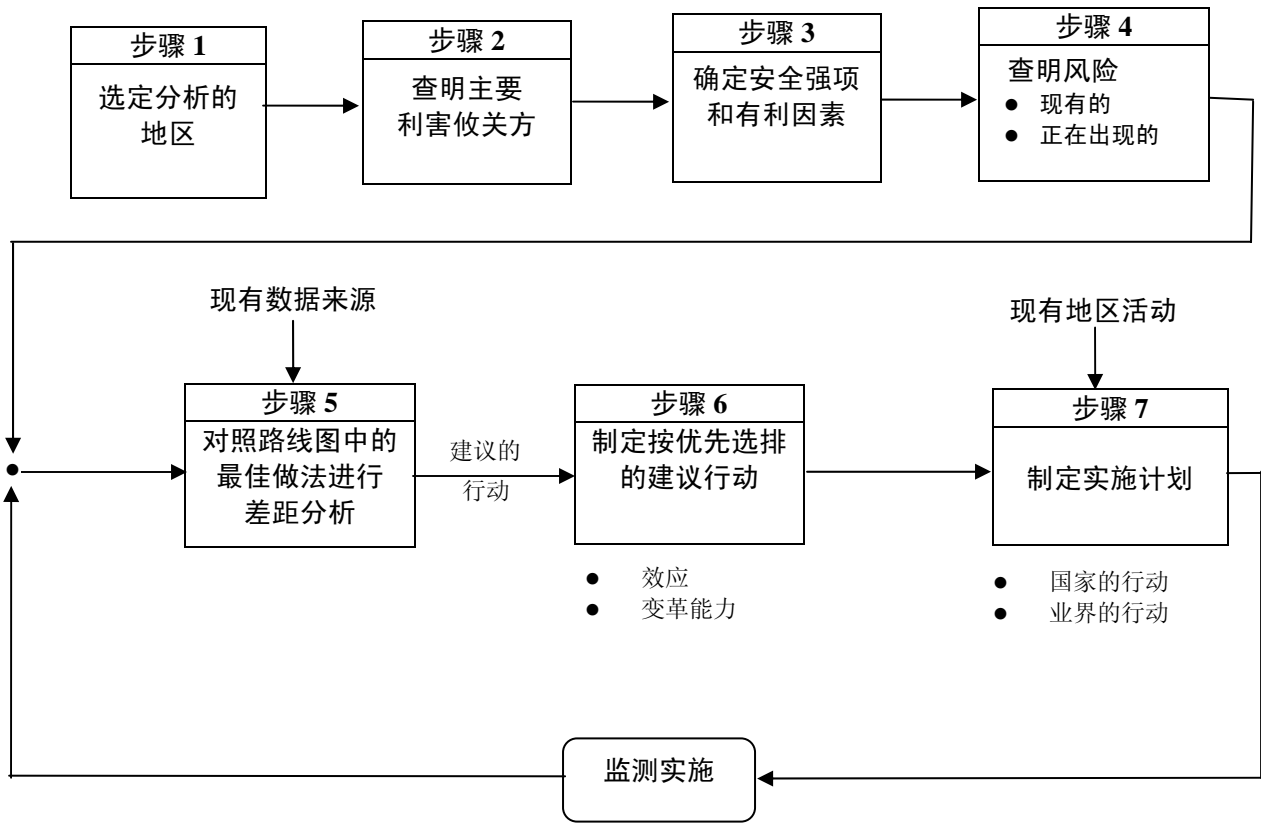 步骤 1
选定分析的
地区
步骤 2
查明主要
利害攸关方
步骤 3
确定安全强项
和有利因素
步骤 4
查明风险
● 现有的
● 正在出现的
现有数据来源
现有地区活动
步骤 5
对照路线图中的
最佳做法进行
差距分析
建议的
行动
步骤 6
制定按优先选排
的建议行动
● 效应
● 变革能力
步骤 7
制定实施计划
● 国家的行动
● 业界的行动
监测实施